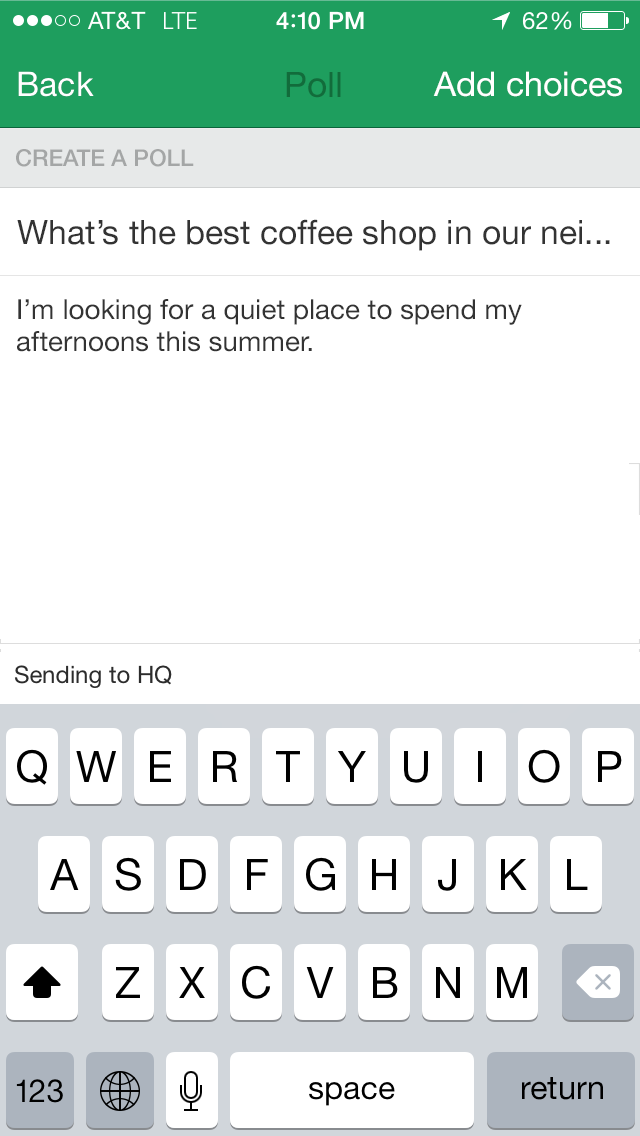 AT&T LTE 4:10 PM 62%
Back Poll Add choices
CREATE A POLL
What’s the best coffee shop in our nei...
I’m looking for a quiet place to spend my
afternoons this summer.
Sending to HQ
Q W E R T Y U I O P
A S D F G H J K L
Z X C V B N M
123 space return